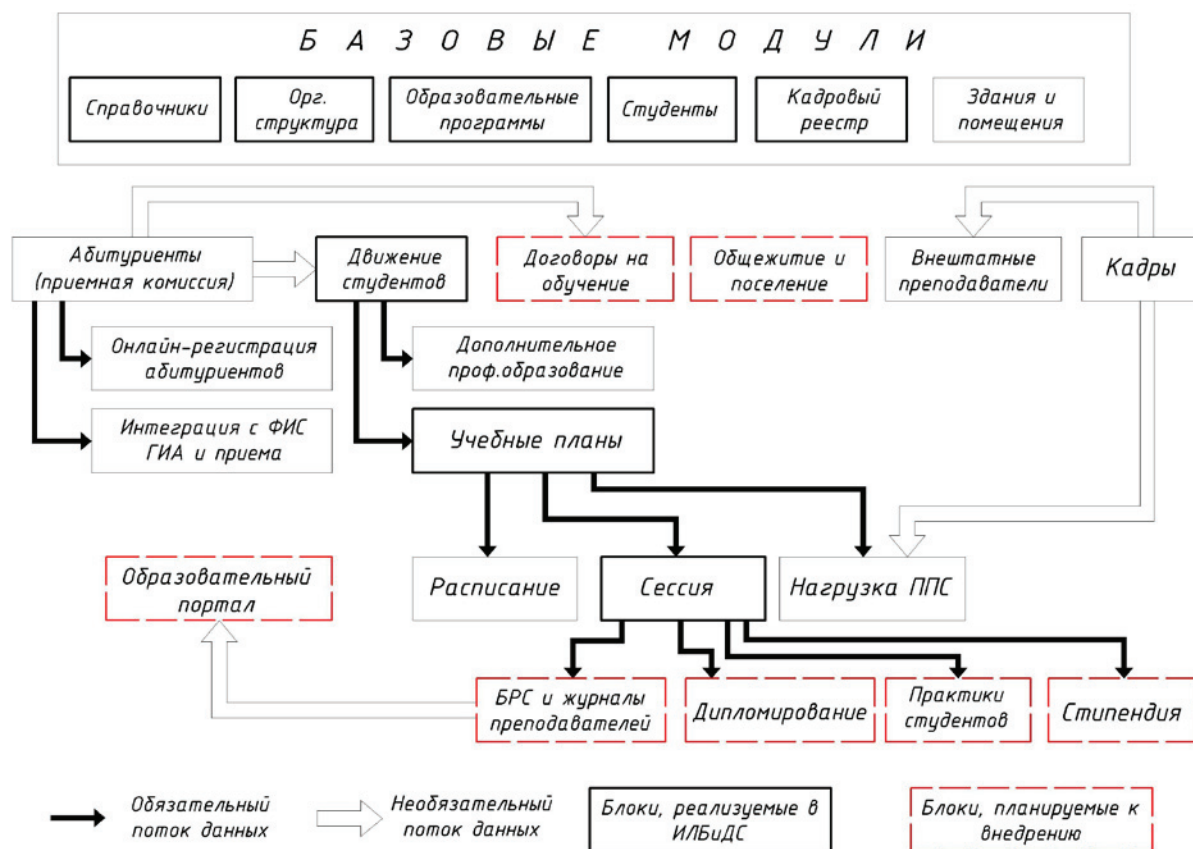 БАЗОВЫЕ МОДУЛИ
Справочники
Орг.
структура
Образовательные
программы
Студенты
Кадровый
реестр
Здания и
помещения
Абитуриенты
(приемная комиссия)
Движение
студентов
Договоры на
обучение
Общежитие и
поселение
Внештатные
преподаватели
Кадры
Онлайн-регистрация
абитуриентов
Дополнительное
проф.образование
Интеграция с ФИС
ГИА и приема
Учебные планы
Образовательный
портал
Расписание
Сессия
Нагрузка ППС
БРС и журналы
преподавателей
Дипломирование
Практики
студентов
Стипендия
Обязательный
поток данных
Необязательный
поток данных
Блоки, реализуемые в
ИЛБиДС
Блоки, планируемые к
внедрению